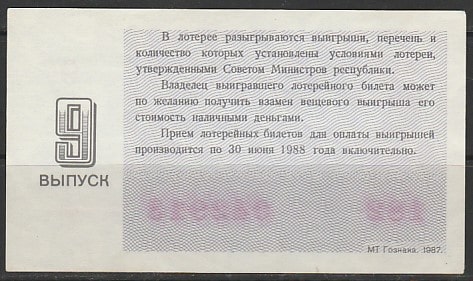 В лотерее разыгрываются выигрыши, перечень и
количество которых установлены условиями лотереи,
утвержденными Советом Министров республики.
Владелец выигравшего лотерейного билета может
по желанию получить взамен вещевого выигрыша его
стоимость наличными деньгами.
Прием лотерейных билетов для оплаты выигрышей
производится по 30 июня 1988 года включительно.
9
ВЫПУСК
МТ Гознака. 1987.